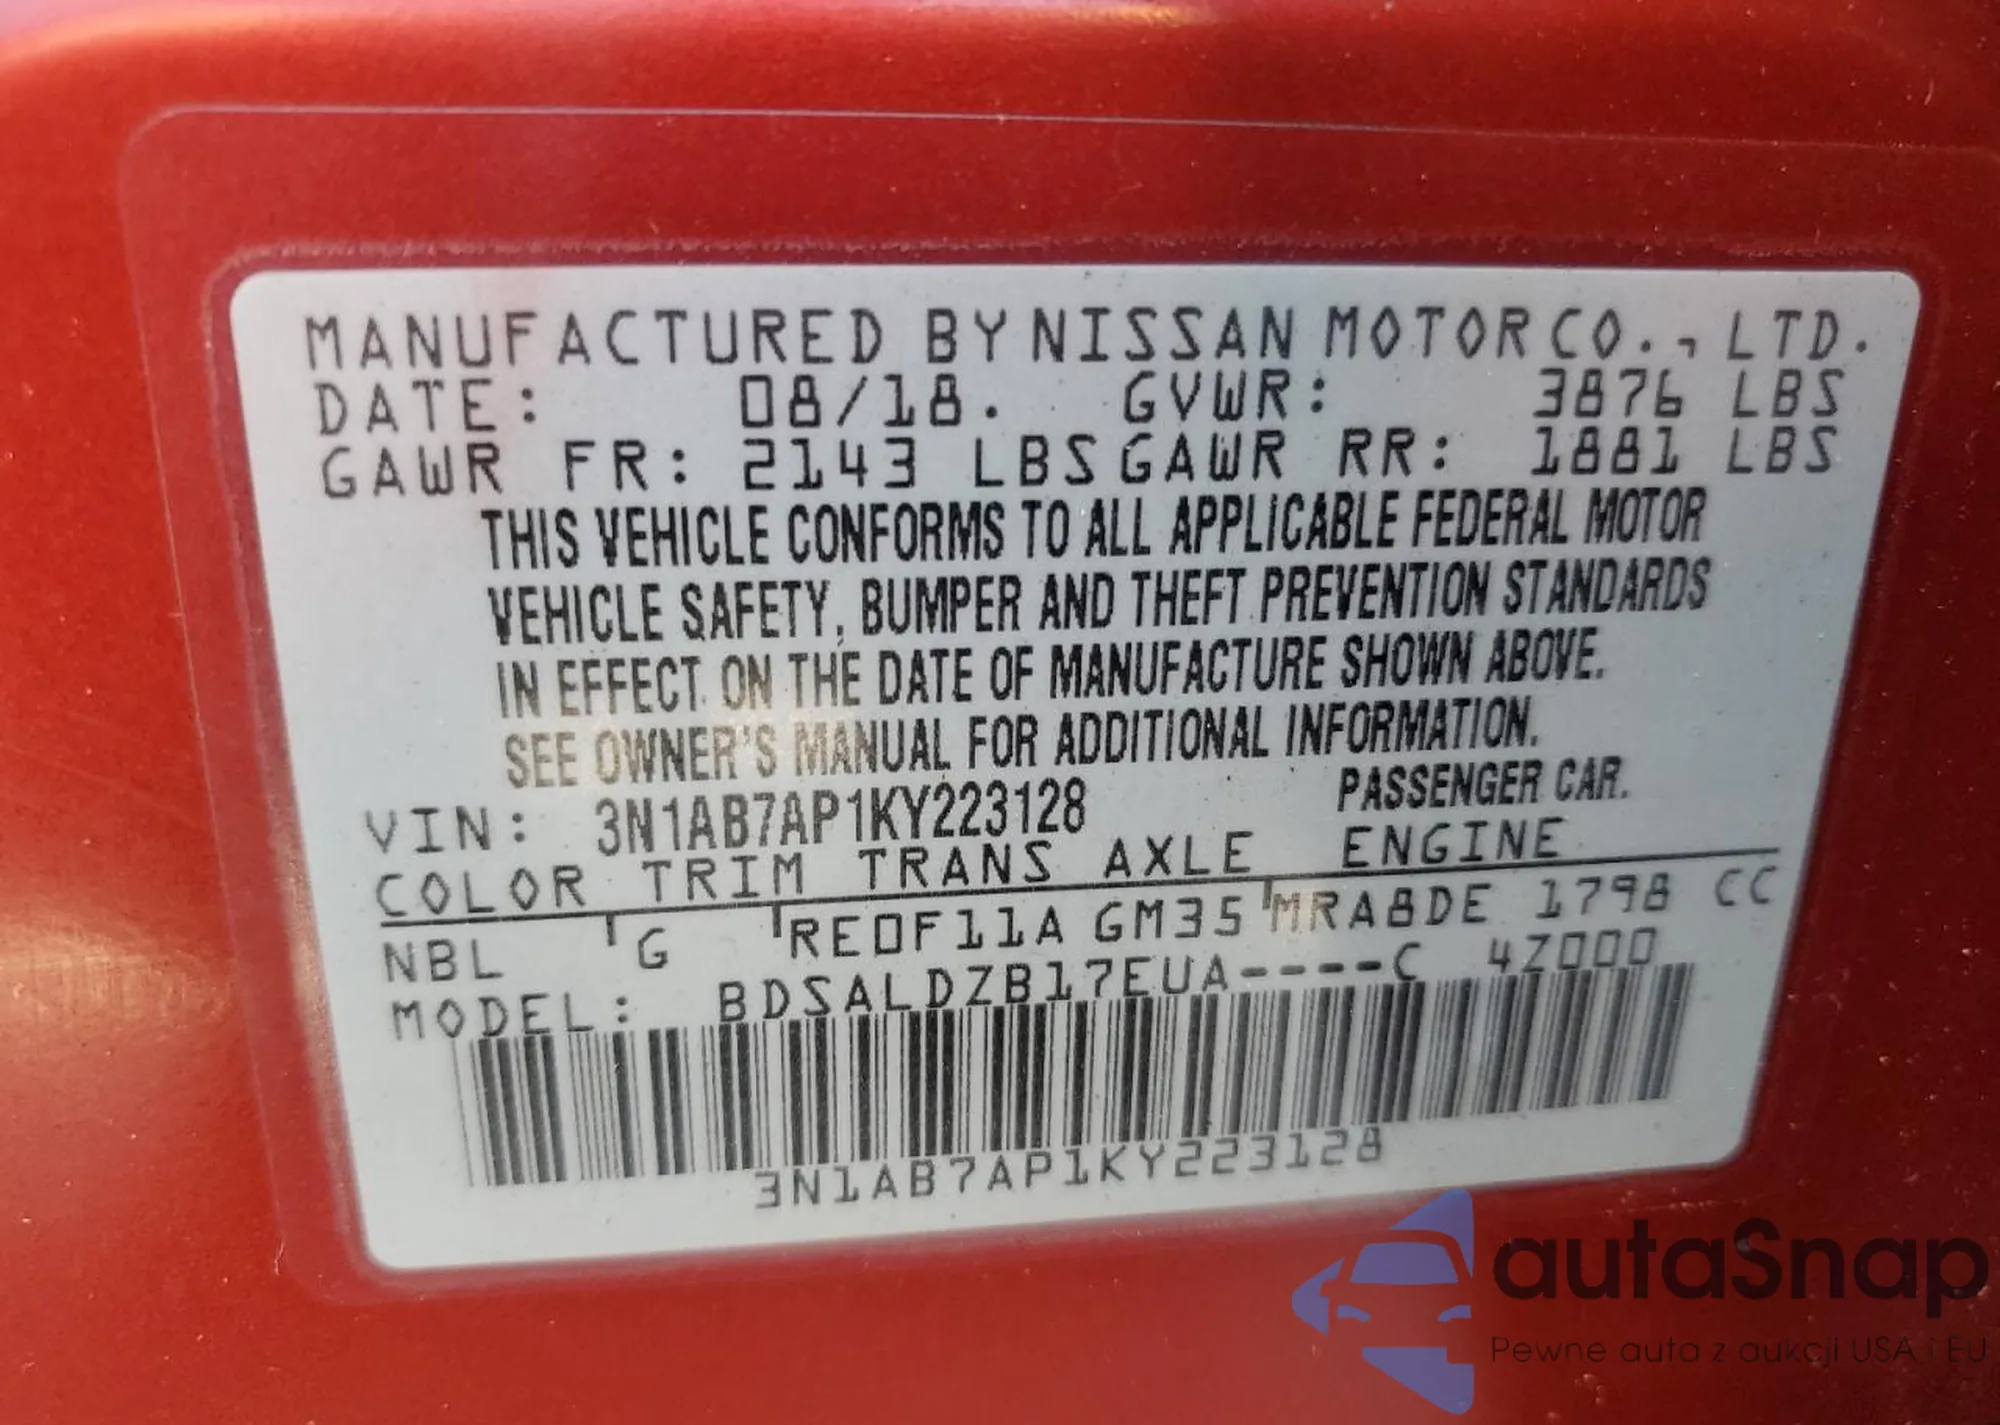 MANUFACTURED BY NISSAN MOTOR CO., LTD.
DATE: 08/18. GVWR: 3876 LBS
GAWR FR: 2143 LBS GAWR RR: 1881 LBS
THIS VEHICLE CONFORMS TO ALL APPLICABLE FEDERAL MOTOR
VEHICLE SAFETY, BUMPER AND THEFT PREVENTION STANDARDS
IN EFFECT ON THE DATE OF MANUFACTURE SHOWN ABOVE.
SEE OWNER'S MANUAL FOR ADDITIONAL INFORMATION.
VIN: 3N1AB7AP1KY223128 PASSENGER CAR.
COLOR TRIM TRANS AXLE ENGINE
NBL G RE0F11A GM35 MRA8DE 1798 CC
MODEL: BDSALDZB17EUA----C 4Z000
3N1AB7AP1KY223128
autaSnap
Pewne auta z aukcji USA i EU